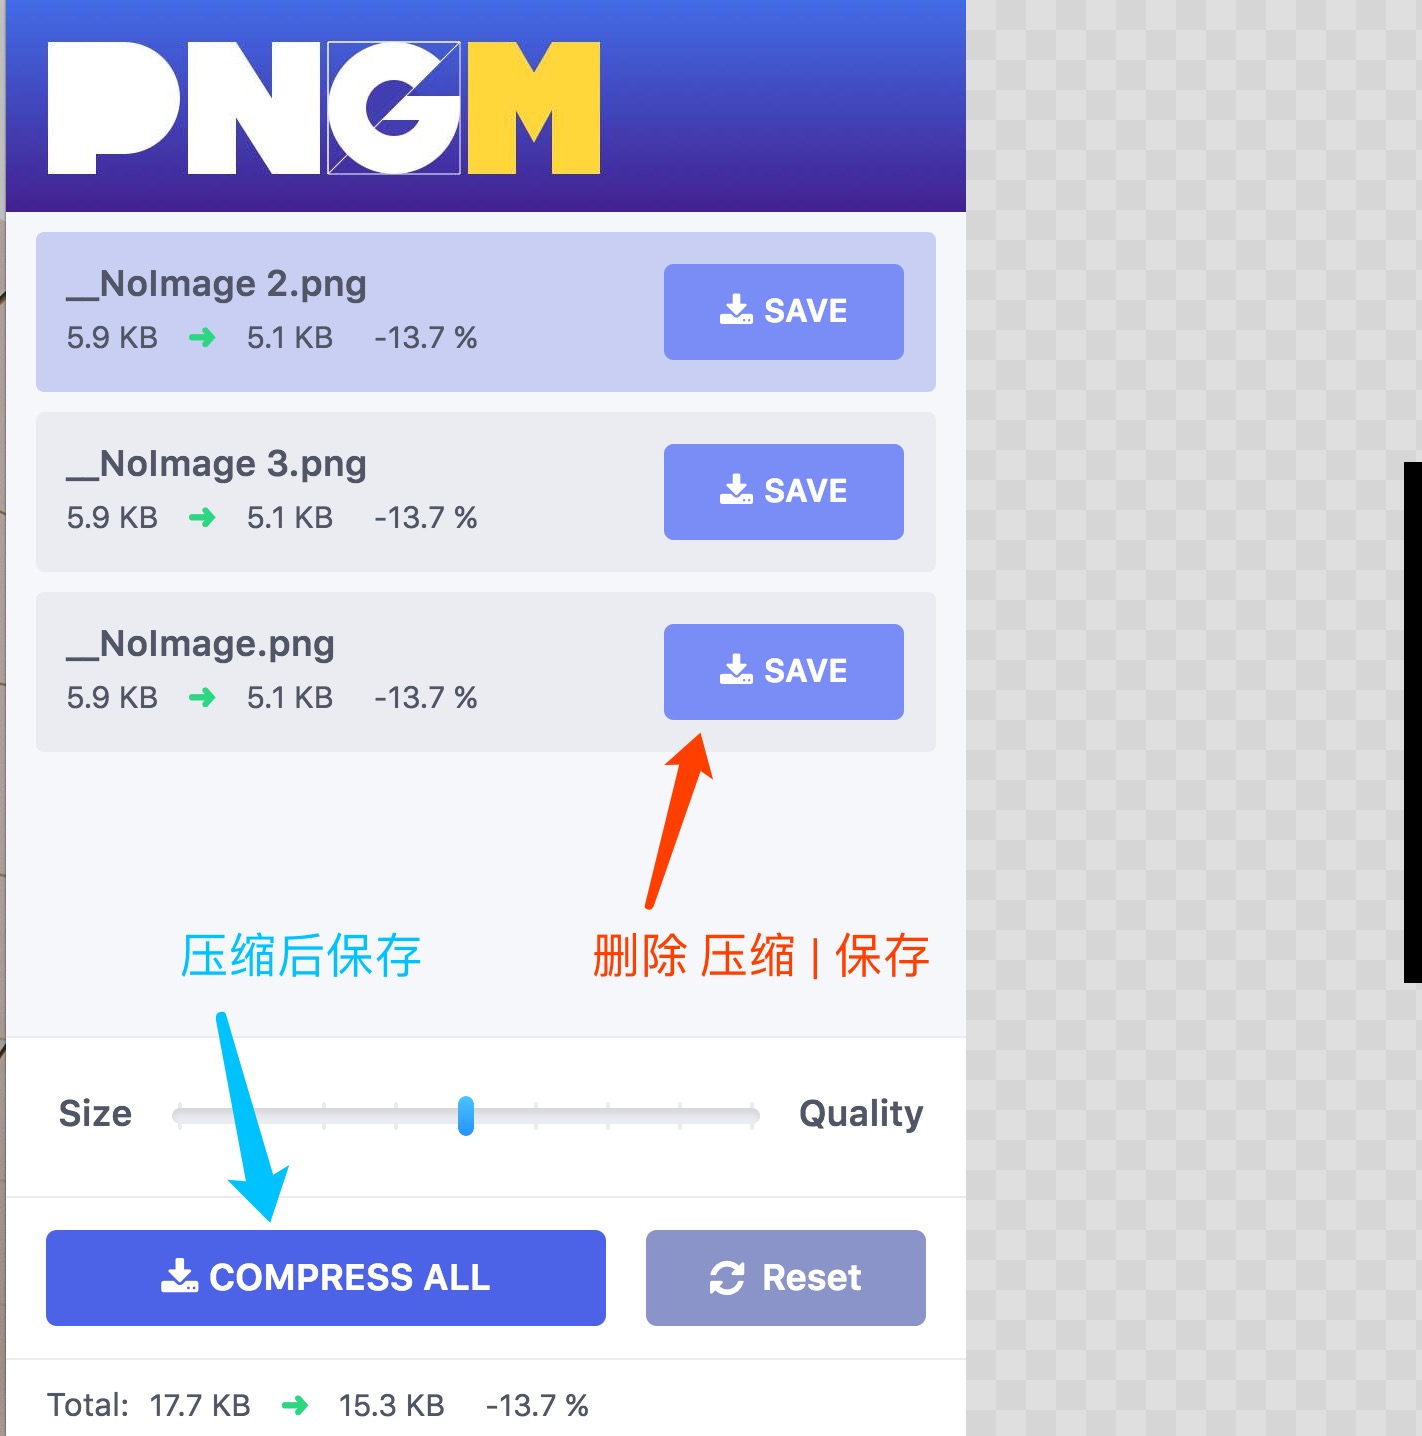 PNGM
__NoImage 2.png
5.9 KB 5.1 KB -13.7 %
SAVE
__NoImage 3.png
5.9 KB 5.1 KB -13.7 %
SAVE
__NoImage.png
5.9 KB 5.1 KB -13.7 %
SAVE
压缩后保存
删除 压缩 | 保存
Size
Quality
COMPRESS ALL
Reset
Total: 17.7 KB 15.3 KB -13.7 %